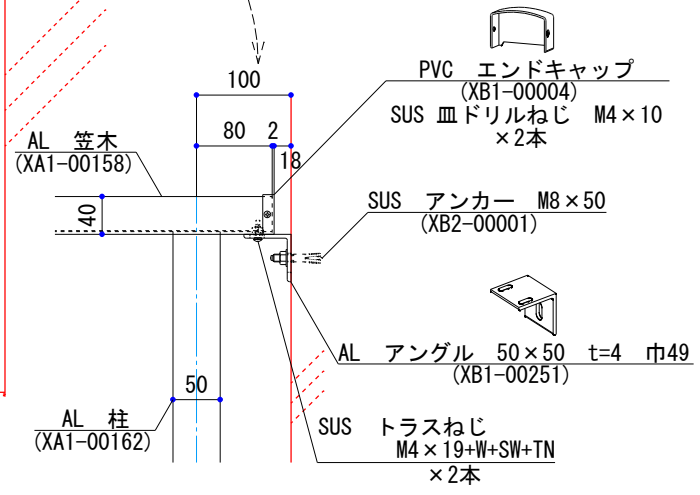 PVC エンドキャップ
(XB1-00004)
SUS 皿ドリルねじ M4×10
×2本
100
80 2
18
AL 笠木
(XA1-00158)
40
SUS アンカー M8×50
(XB2-00001)
AL アングル 50×50 t=4 巾49
(XB1-00251)
50
AL 柱
(XA1-00162)
SUS トラスねじ
M4×19+W+SW+TN
×2本